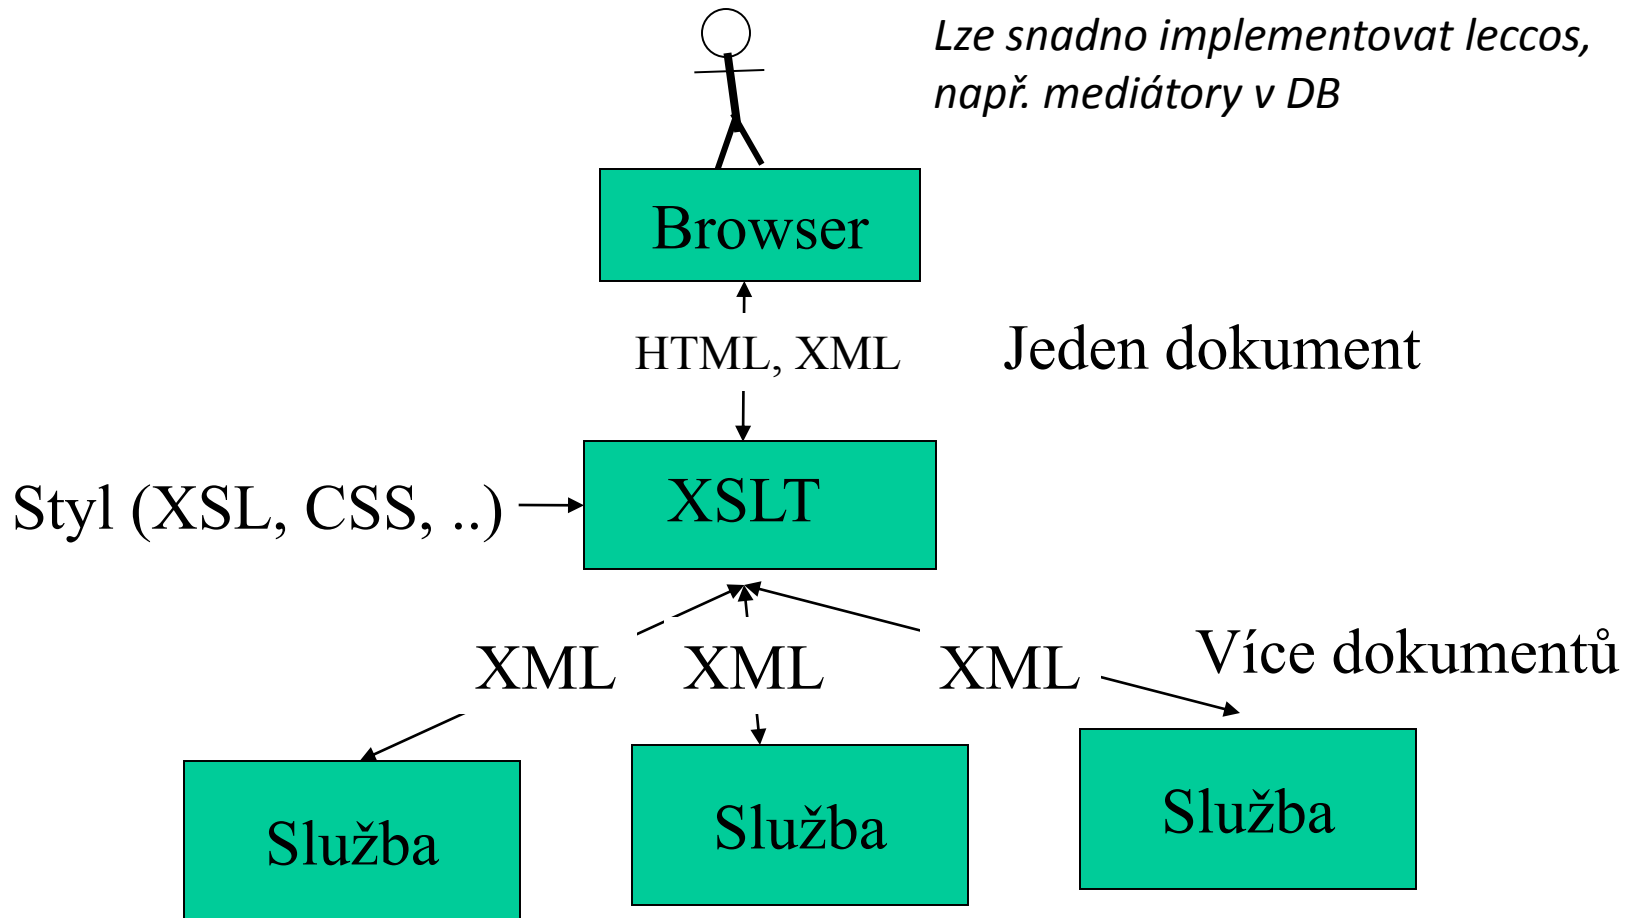 Lze snadno implementovat leccos,
např. mediátory v DB
Browser
HTML, XML
Jeden dokument
Styl (XSL, CSS, ..)
XSLT
XML
XML
XML
Více dokumentů
Služba
Služba
Služba